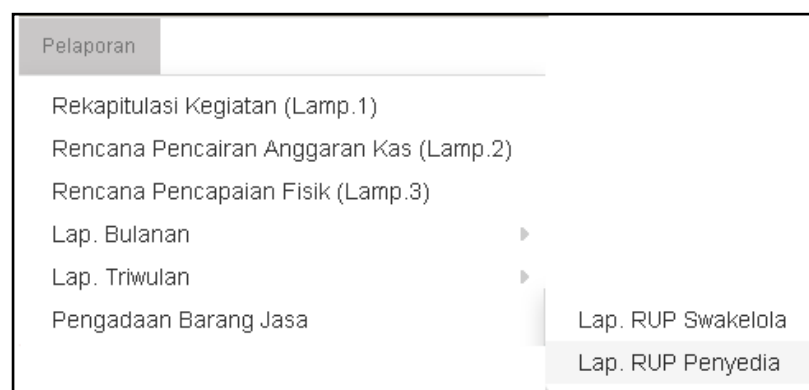 Pelaporan
Rekapitulasi Kegiatan (Lamp.1)
Rencana Pencairan Anggaran Kas (Lamp.2)
Rencana Pencapaian Fisik (Lamp.3)
Lap. Bulanan
Lap. Triwulan
Pengadaan Barang Jasa
Lap. RUP Swakelola
Lap. RUP Penyedia